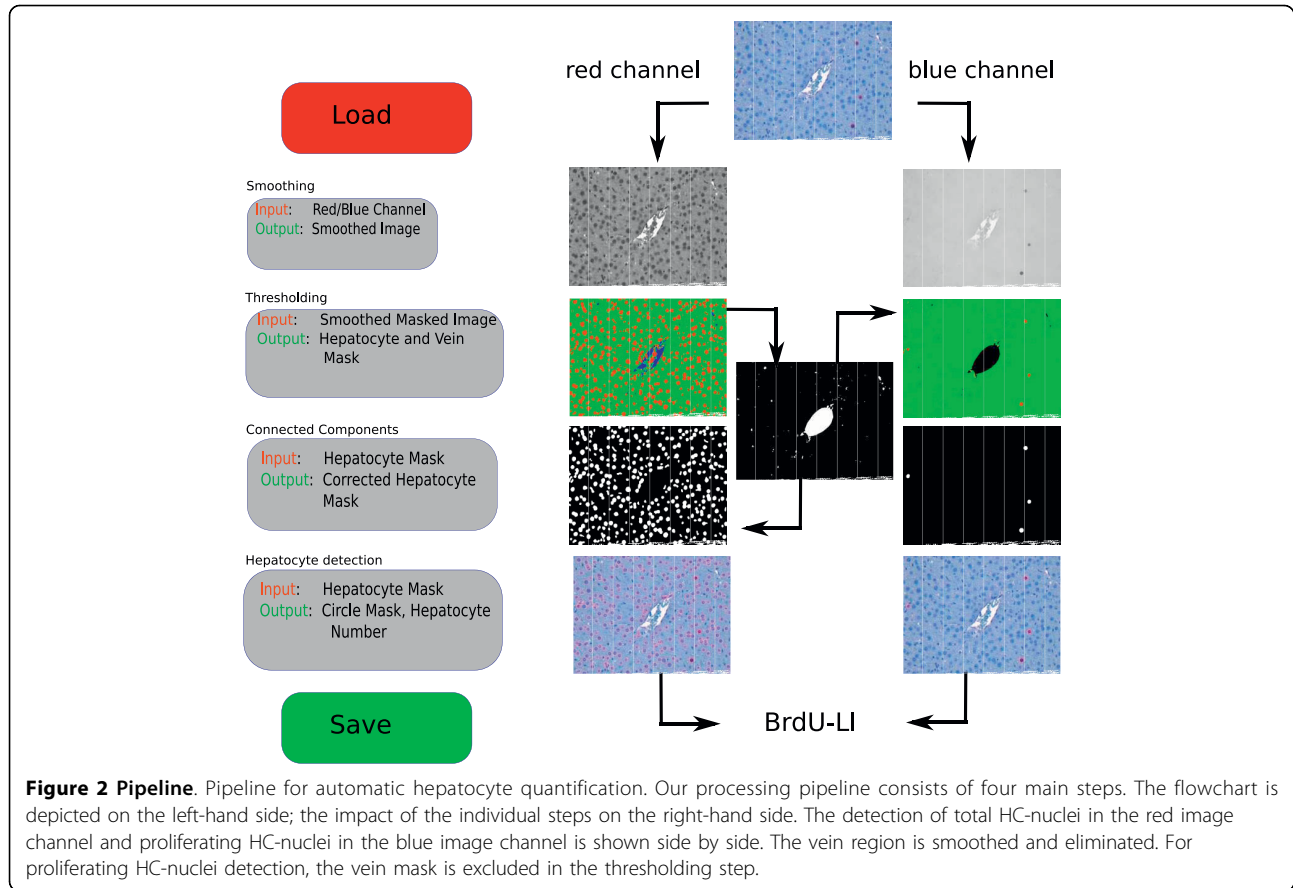 red channel
blue channel
Load
Smoothing
Input: Red/Blue Channel
Output: Smoothed Image
Thresholding
Input: Smoothed Masked Image
Output: Hepatocyte and Vein
Mask
Connected Components
Input: Hepatocyte Mask
Output: Corrected Hepatocyte
Mask
Hepatocyte detection
Input: Hepatocyte Mask
Output: Circle Mask, Hepatocyte
Number
Save
BrdU-LI
Figure 2 Pipeline. Pipeline for automatic hepatocyte quantification. Our processing pipeline consists of four main steps. The flowchart is
depicted on the left-hand side; the impact of the individual steps on the right-hand side. The detection of total HC-nuclei in the red image
channel and proliferating HC-nuclei in the blue image channel is shown side by side. The vein region is smoothed and eliminated. For
proliferating HC-nuclei detection, the vein mask is excluded in the thresholding step.